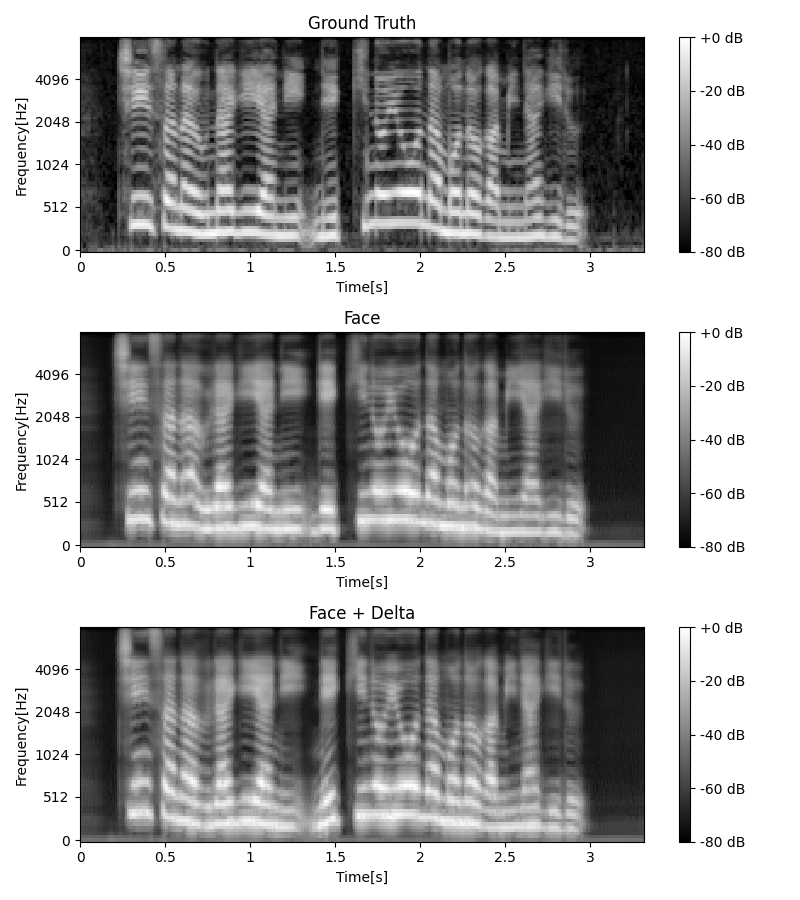 Ground Truth
+0 dB
4096
-20 dB
2048
Frequency[Hz]
-40 dB
1024
512
-60 dB
0
-80 dB
0 0.5 1 1.5 2 2.5 3
Time[s]
Face
+0 dB
4096
-20 dB
2048
Frequency[Hz]
-40 dB
1024
512
-60 dB
0
-80 dB
0 0.5 1 1.5 2 2.5 3
Time[s]
Face + Delta
+0 dB
4096
-20 dB
2048
Frequency[Hz]
-40 dB
1024
512
-60 dB
0
-80 dB
0 0.5 1 1.5 2 2.5 3
Time[s]